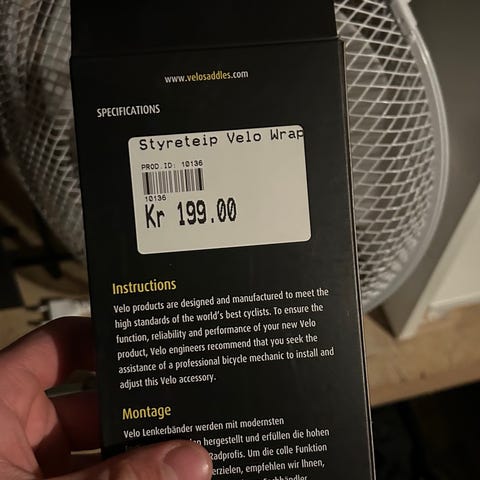 www.velosaddles.com
SPECIFICATIONS
Styreteip Velo Wrap
PROD.ID: 10136
10136
Kr 199.00
Instructions
Velo products are designed and manufactured to meet the
high standards of the world's best cyclists. To ensure the
function, reliability and performance of your new Velo
product, Velo engineers recommend that you seek the
assistance of a professional bicycle mechanic to install and
adjust this Velo accessory.
Montage
Velo Lenkerbänder werden mit modernsten
hergestellt und erfüllen die hohen
Radprofis. Um die colle Funktion
erzielen, empfehlen wir Ihnen,